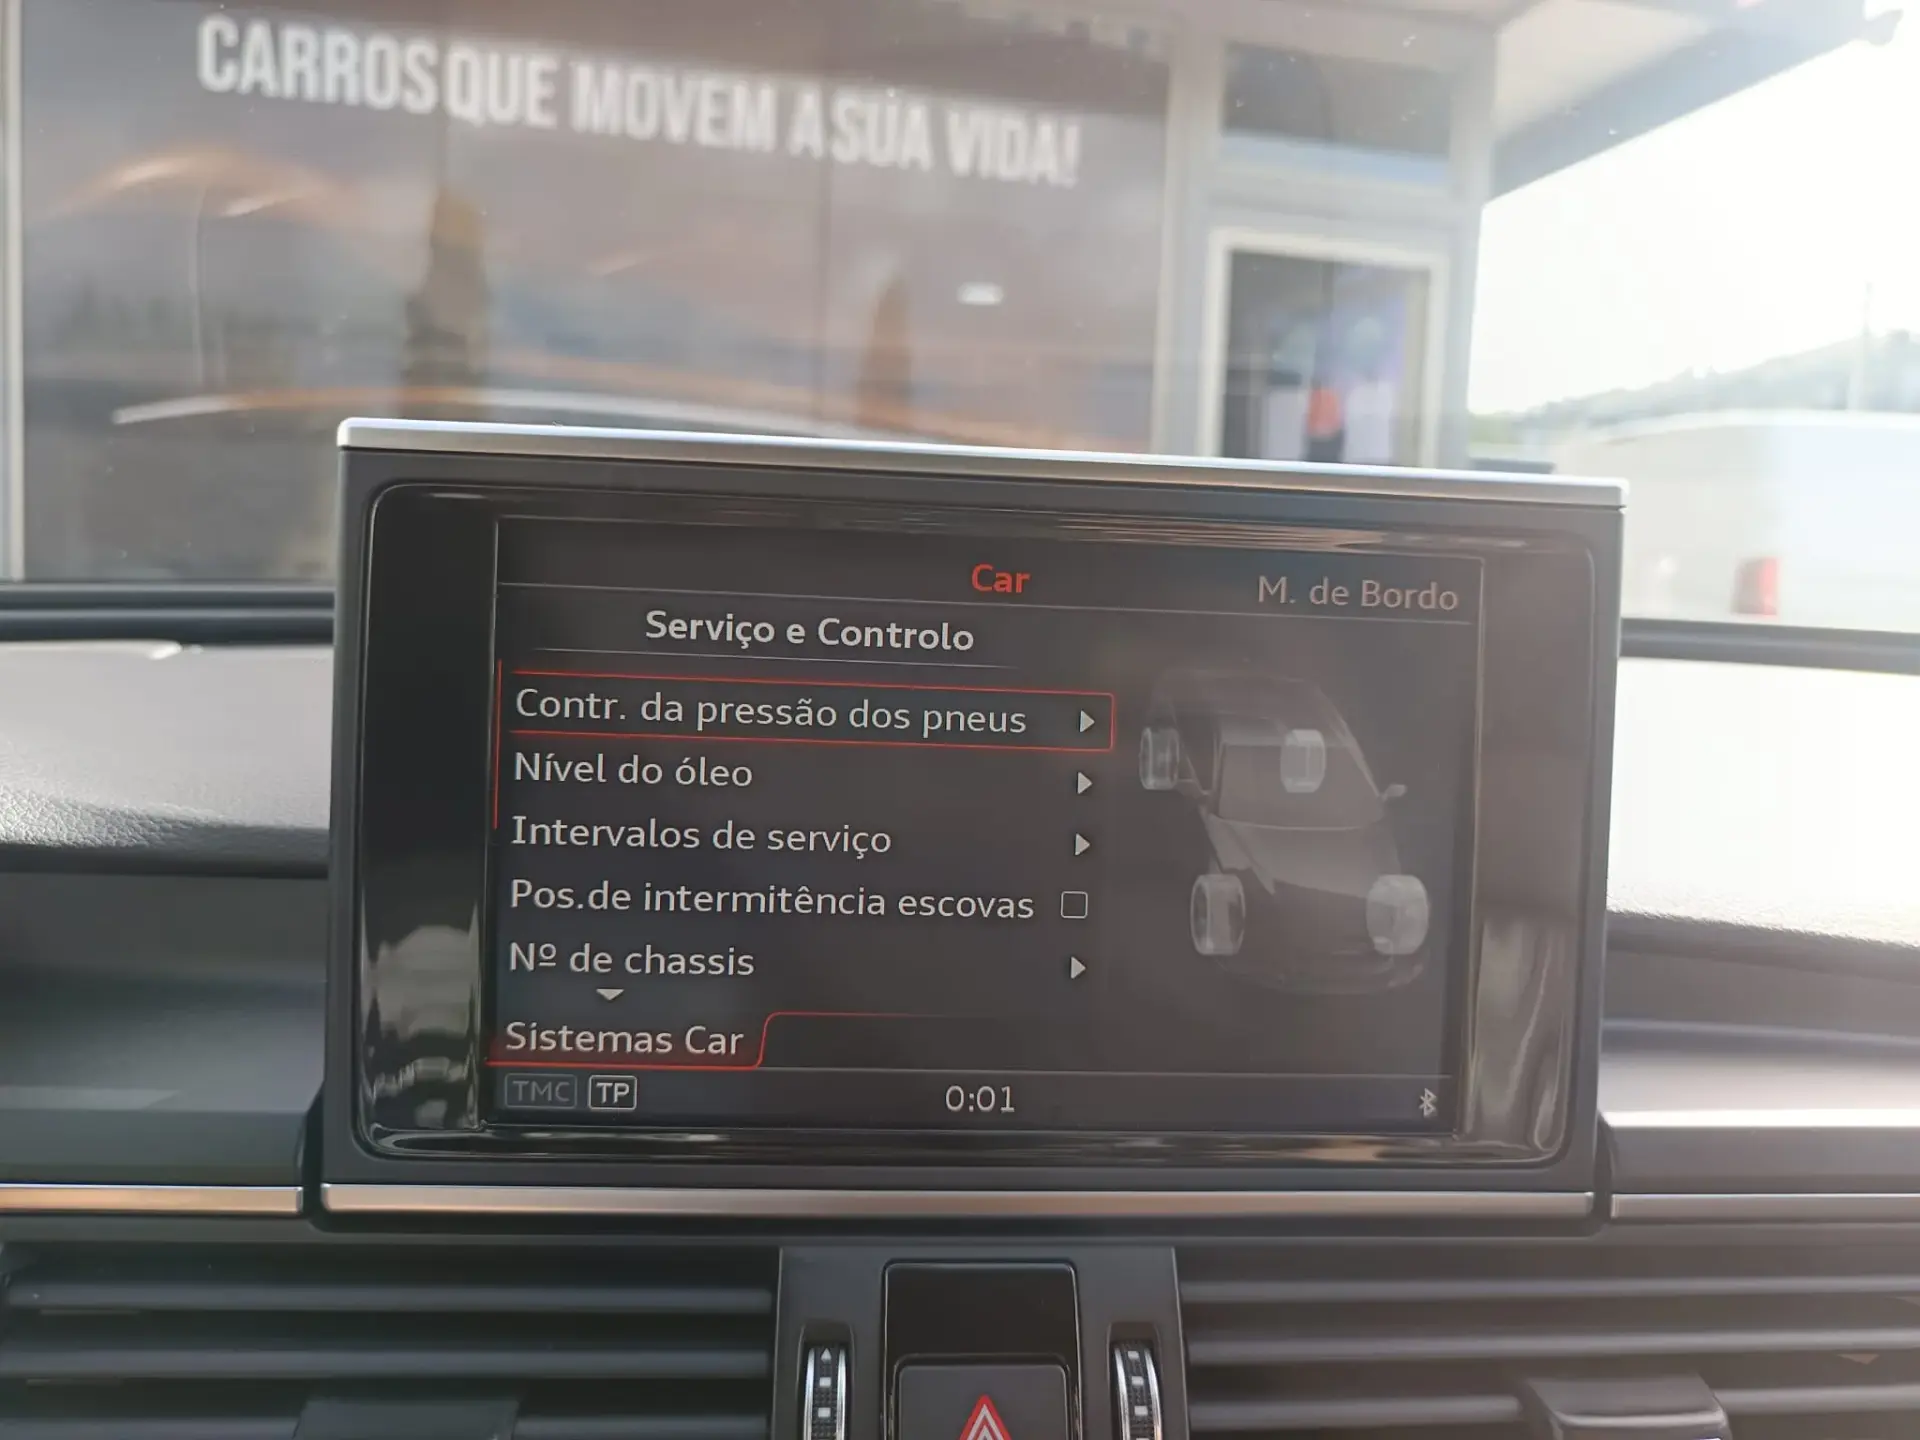 CARROS QUE MOVEM A SUA VIDA!
Car
M. de Bordo
Serviço e Controlo
Contr. da pressão dos pneus
Nível do óleo
Intervalos de serviço
Pos.de intermitência escovas
Nº de chassis
Sistemas Car
TMC TP 0:01